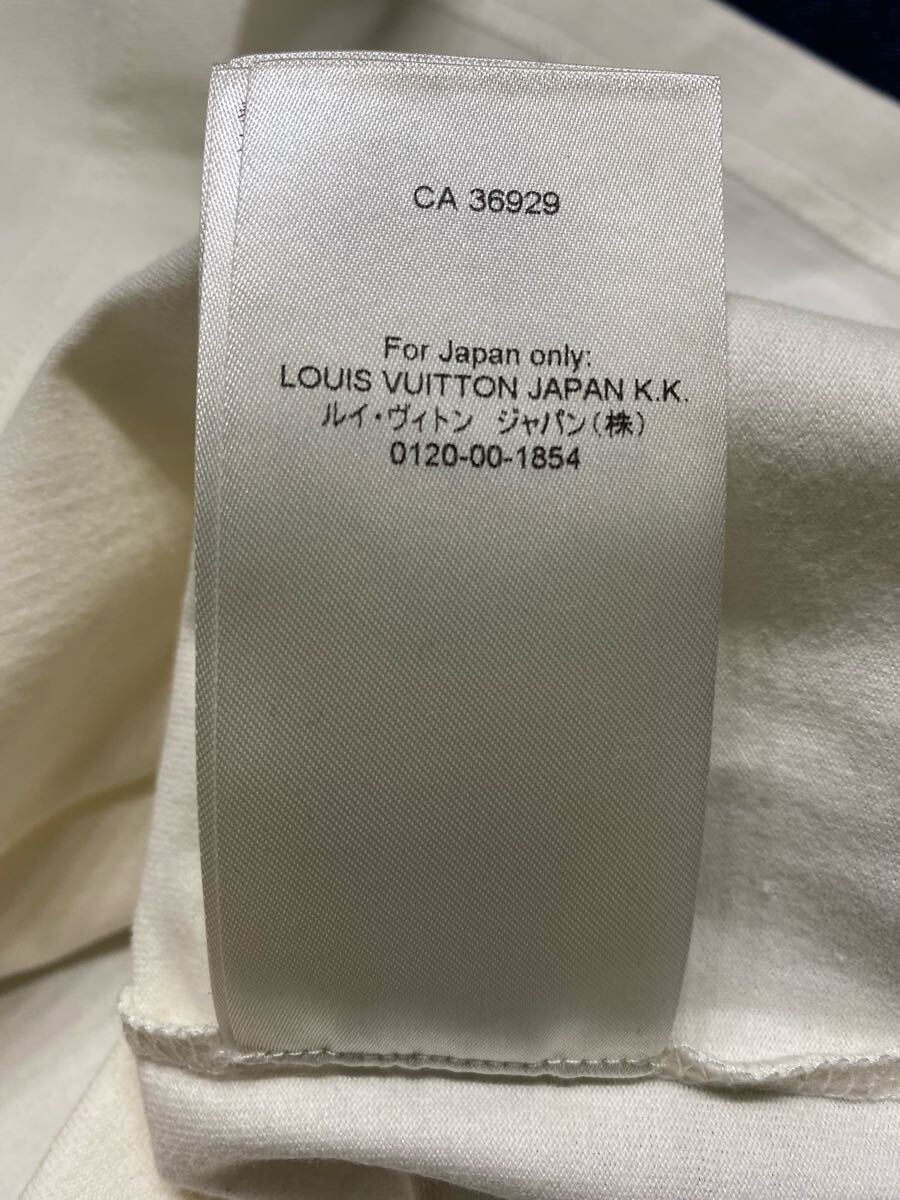 CA 36929
For Japan only:
LOUIS VUITTON JAPAN K.K.
ルイ・ヴィトン ジャパン(株)
0120-00-1854